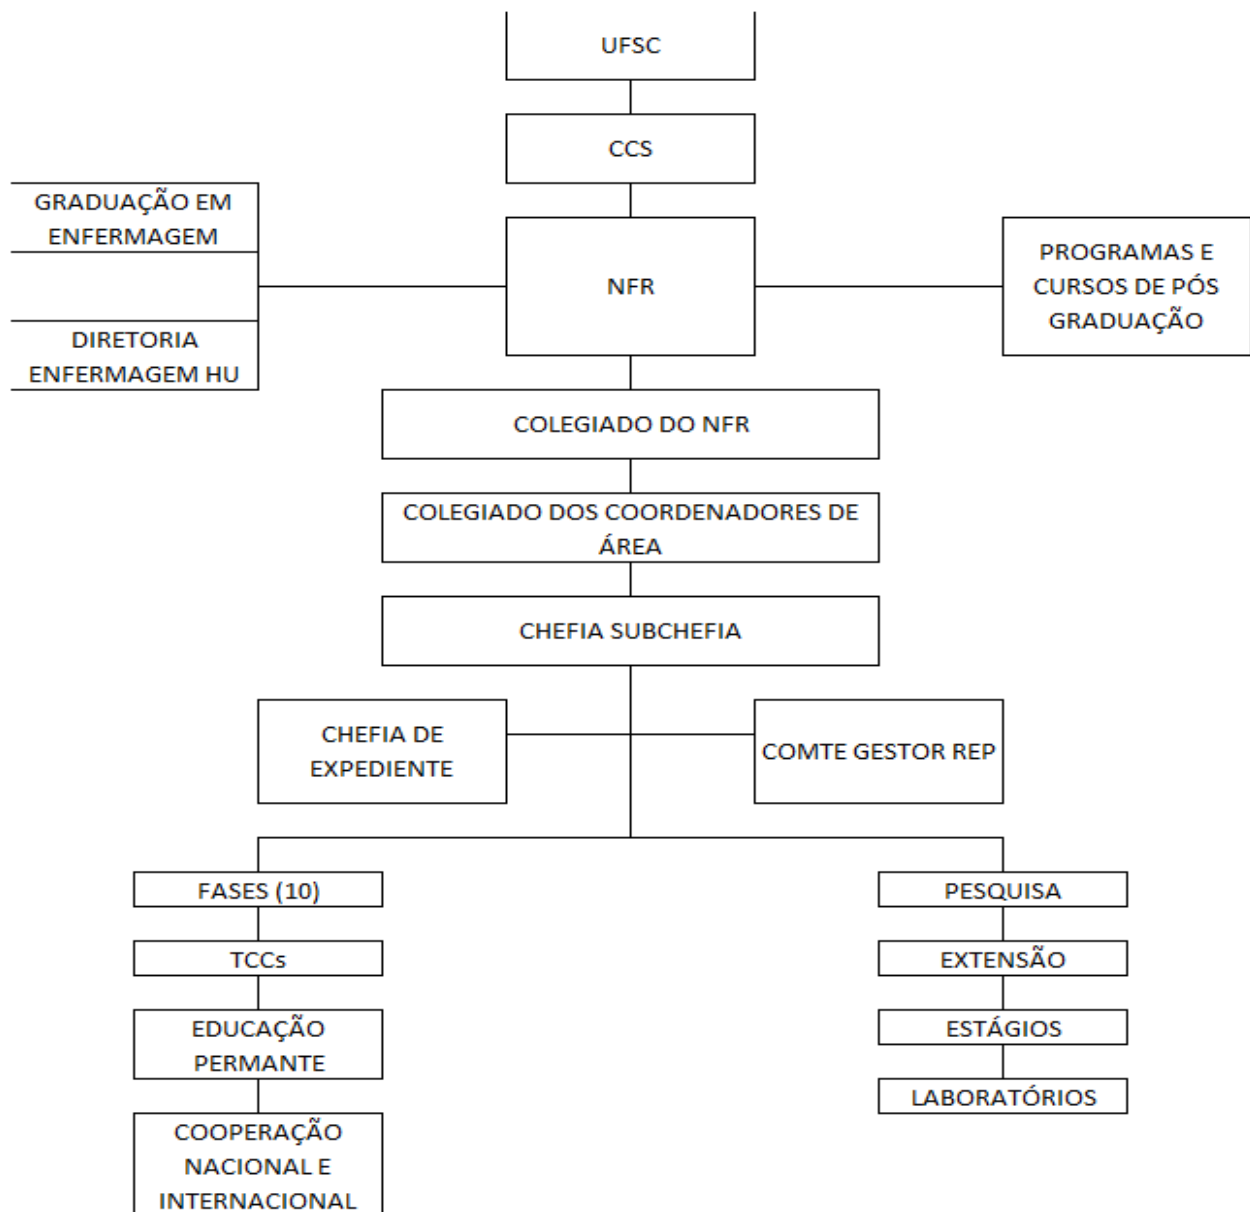 UFSC
CCS
GRADUAÇÃO EM
ENFERMAGEM
NFR
PROGRAMAS E
CURSOS DE PÓS
GRADUAÇÃO
DIRETORIA
ENFERMAGEM HU
COLEGIADO DO NFR
COLEGIADO DOS COORDENADORES DE
ÁREA
CHEFIA SUBCHEFIA
CHEFIA DE
EXPEDIENTE
COMTE GESTOR REP
FASES (10)
TCCs
EDUCAÇÃO
PERMANTE
COOPERAÇÃO
NACIONAL E
INTERNACIONAL
PESQUISA
EXTENSÃO
ESTÁGIOS
LABORATÓRIOS